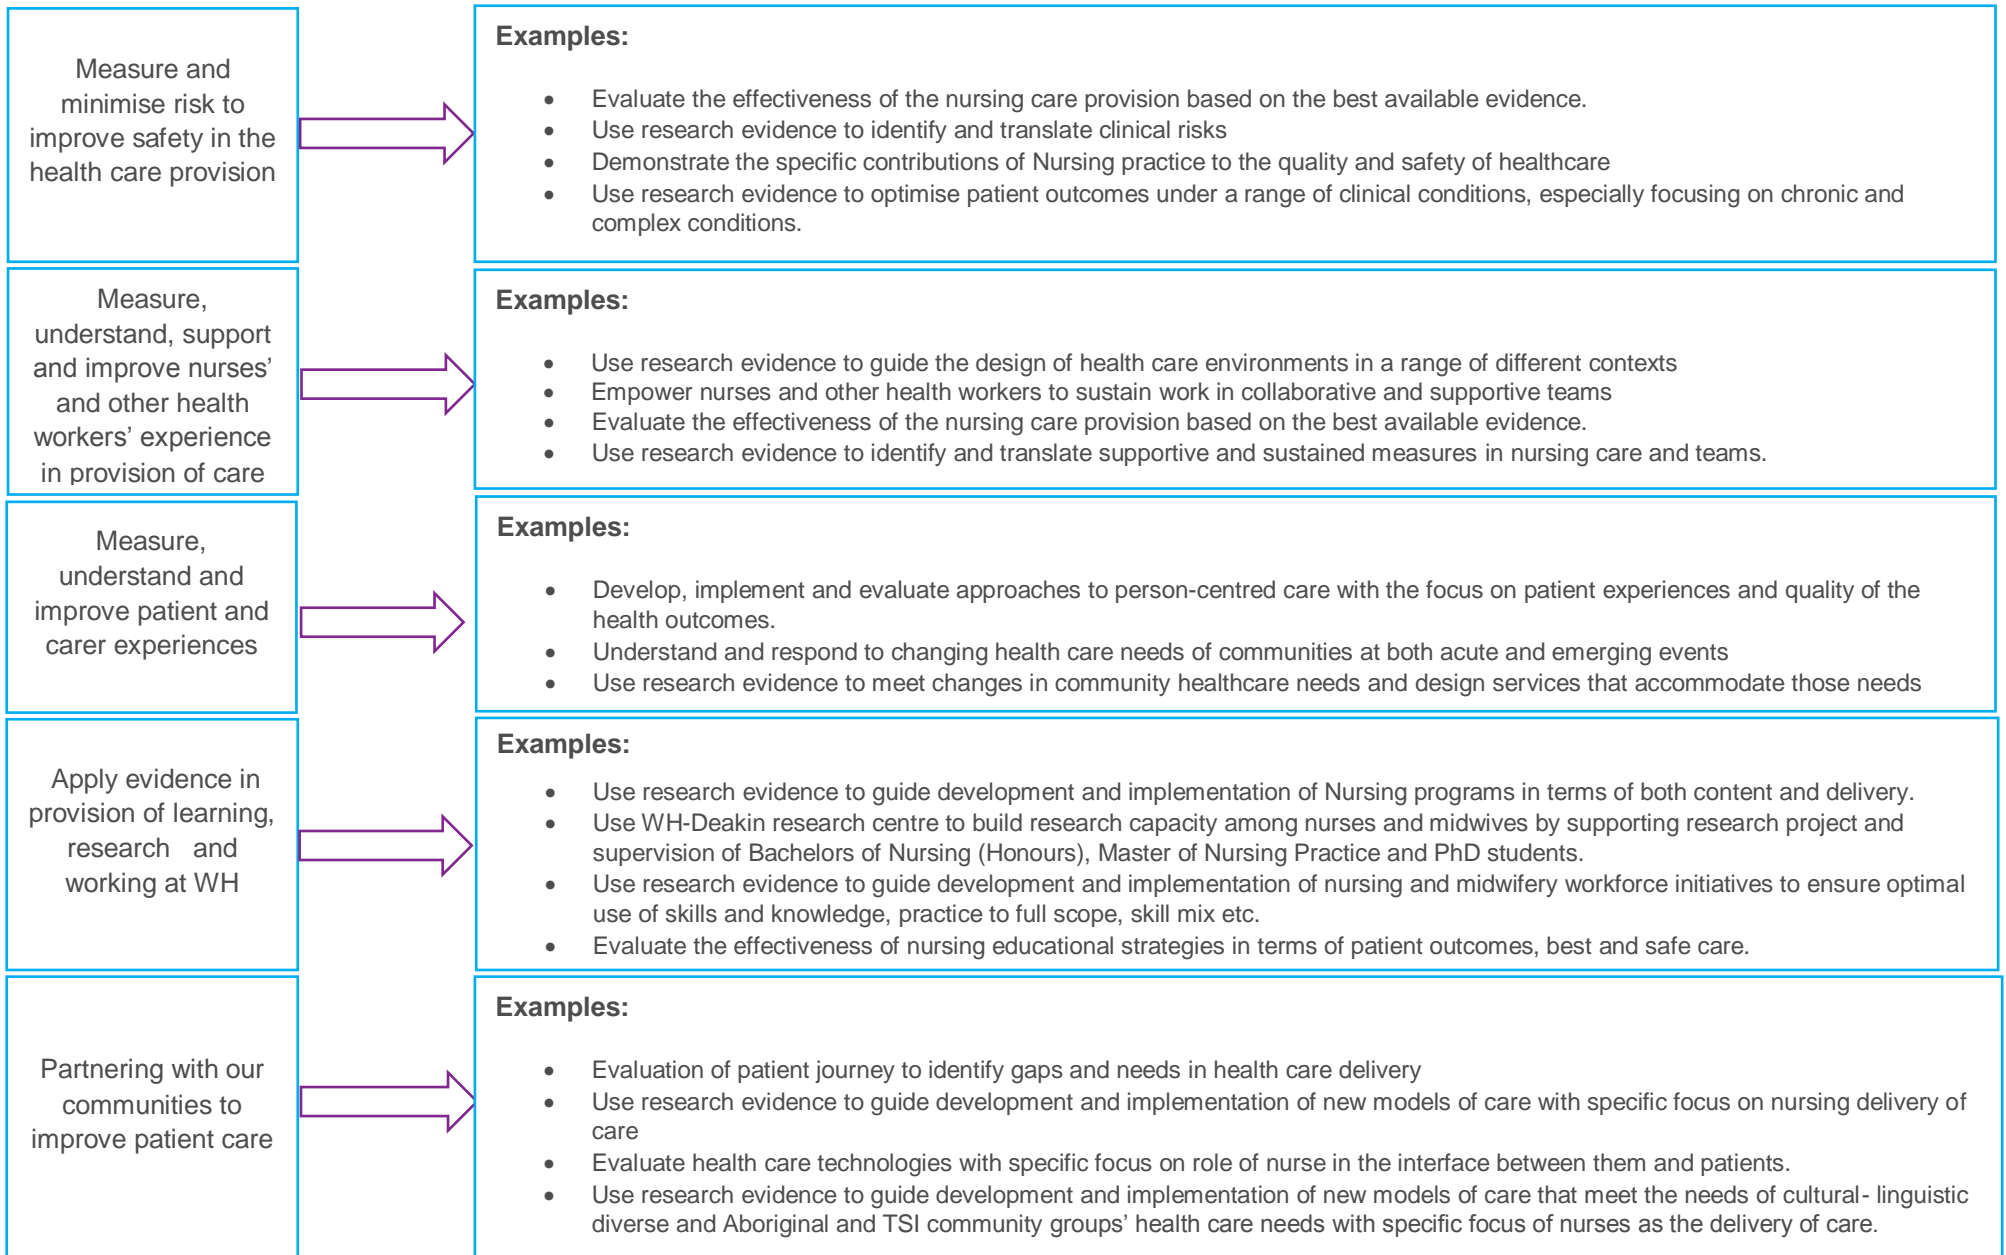 Measure and
minimise risk to
improve safety in the
health care provision
Examples:
• Evaluate the effectiveness of the nursing care provision based on the best available evidence.
• Use research evidence to identify and translate clinical risks
• Demonstrate the specific contributions of Nursing practice to the quality and safety of healthcare
• Use research evidence to optimise patient outcomes under a range of clinical conditions, especially focusing on chronic and
complex conditions.
Measure,
understand, support
and improve nurses’
and other health
workers’ experience
in provision of care
Examples:
• Use research evidence to guide the design of health care environments in a range of different contexts
• Empower nurses and other health workers to sustain work in collaborative and supportive teams
• Evaluate the effectiveness of the nursing care provision based on the best available evidence.
• Use research evidence to identify and translate supportive and sustained measures in nursing care and teams.
Measure,
understand and
improve patient and
carer experiences
Examples:
• Develop, implement and evaluate approaches to person-centred care with the focus on patient experiences and quality of the
health outcomes.
• Understand and respond to changing health care needs of communities at both acute and emerging events
• Use research evidence to meet changes in community healthcare needs and design services that accommodate those needs
Apply evidence in
provision of learning,
research and
working at WH
Examples:
• Use research evidence to guide development and implementation of Nursing programs in terms of both content and delivery.
• Use WH-Deakin research centre to build research capacity among nurses and midwives by supporting research project and
supervision of Bachelors of Nursing (Honours), Master of Nursing Practice and PhD students.
• Use research evidence to guide development and implementation of nursing and midwifery workforce initiatives to ensure optimal
use of skills and knowledge, practice to full scope, skill mix etc.
• Evaluate the effectiveness of nursing educational strategies in terms of patient outcomes, best and safe care.
Partnering with our
communities to
improve patient care
Examples:
• Evaluation of patient journey to identify gaps and needs in health care delivery
• Use research evidence to guide development and implementation of new models of care with specific focus on nursing delivery of
care
• Evaluate health care technologies with specific focus on role of nurse in the interface between them and patients.
• Use research evidence to guide development and implementation of new models of care that meet the needs of cultural- linguistic
diverse and Aboriginal and TSI community groups’ health care needs with specific focus of nurses as the delivery of care.